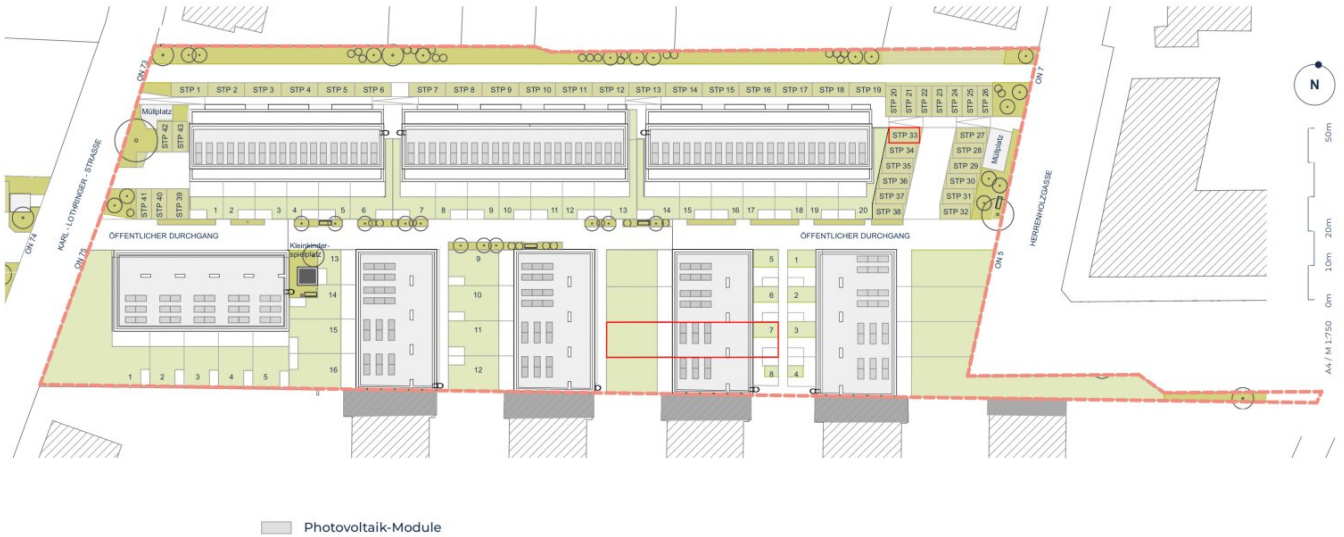 ON 73
ON 7
STP 1 STP 2 STP 3 STP 4 STP 5 STP 6 STP 7 STP 8 STP 9 STP 10 STP 11 STP 12 STP 13 STP 14 STP 15 STP 16 STP 17 STP 18 STP 19 STP 20 STP 21 STP 22 STP 23 STP 24 STP 25 STP 26
N
Müllplatz
STP 42 STP 43
STP 33 STP 27
STP 34 STP 28
STP 35 STP 29
STP 36 STP 30
STP 37 STP 31
STP 38 STP 32
Müllplatz
KARL - LOTHRINGER - STRASSE
HERRENHOLZGASSE
STP 41 STP 40 STP 39
1 2 3 4 5 6 7 8 9 10 11 12 13 14 15 16 17 18 19 20
ÖFFENTLICHER DURCHGANG
ÖFFENTLICHER DURCHGANG
ON 74
ON 75
ON 5
Kleinkinder-
spielplatz
13 9 5 1
14 10 6 2
15 11 7 3
16 12 8 4
1 2 3 4 5
50m
20m
10m
0m
A4 / M 1:750
Photovoltaik-Module